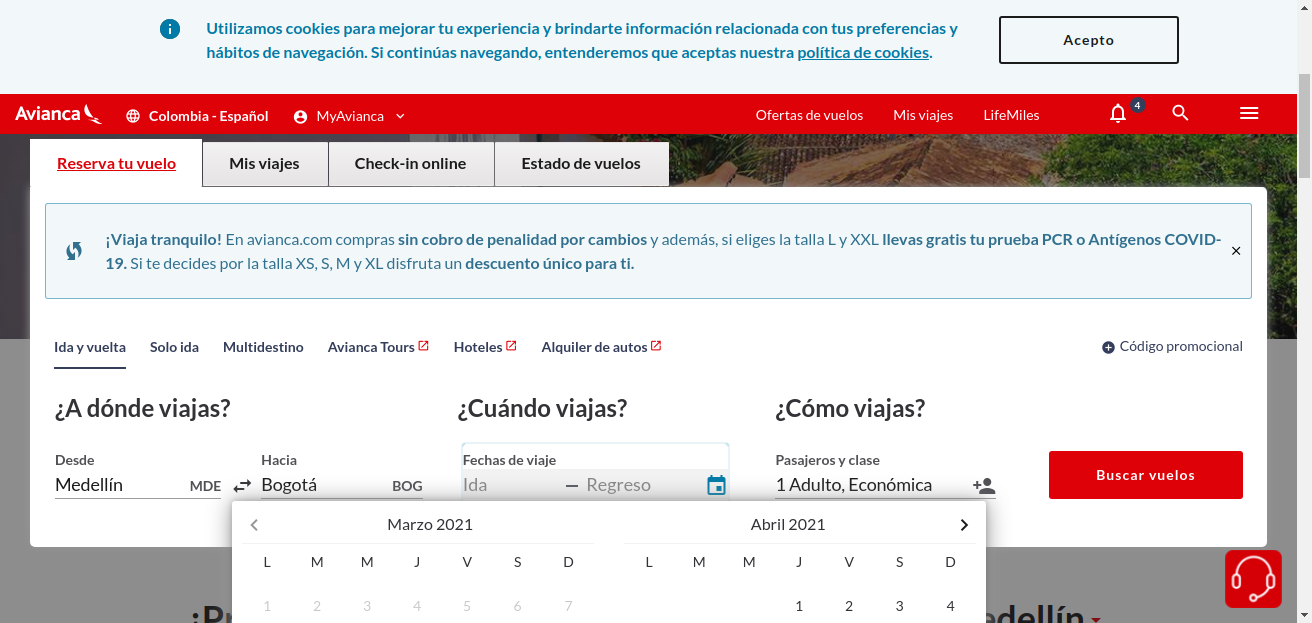 Utilizamos cookies para mejorar tu experiencia y brindarte información relacionada con tus preferencias y
hábitos de navegación. Si continúas navegando, entenderemos que aceptas nuestra política de cookies.
Acepto
Avianca
Colombia - Español
MyAvianca
Ofertas de vuelos
Mis viajes
LifeMiles
4
Reserva tu vuelo
Mis viajes
Check-in online
Estado de vuelos
¡Viaja tranquilo! En avianca.com compras sin cobro de penalidad por cambios y además, si eliges la talla L y XXL llevas gratis tu prueba PCR o Antígenos COVID-
19. Si te decides por la talla XS, S, M y XL disfruta un descuento único para ti.
Ida y vuelta
Solo ida
Multidestino
Avianca Tours
Hoteles
Alquiler de autos
Código promocional
¿A dónde viajas?
¿Cuándo viajas?
¿Cómo viajas?
Desde
Hacia
Fechas de viaje
Pasajeros y clase
Medellín MDE
Bogotá BOG
Ida — Regreso
1 Adulto, Económica
Buscar vuelos
Marzo 2021
Abril 2021
L M M J V S D
L M M J V S D
1 2 3 4 5 6 7
1 2 3 4